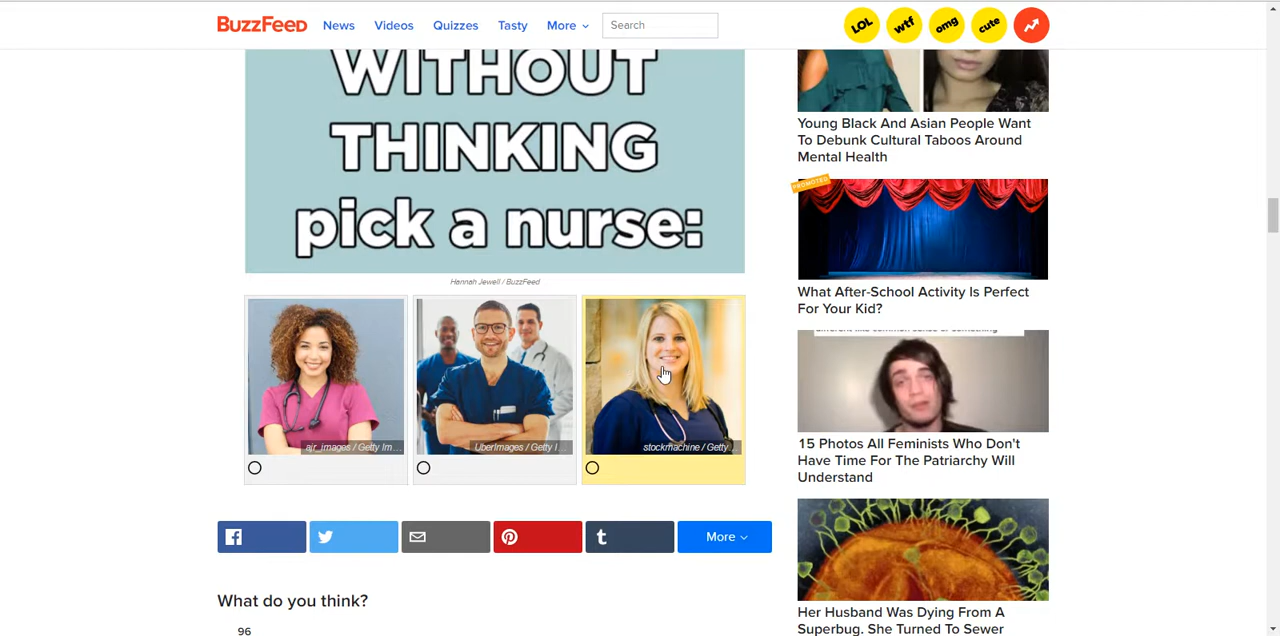 BuzzFeed News Videos Quizzes Tasty More Search LOL wtf omg cute
WITHOUT
THINKING
pick a nurse:
Hannah Jewell / BuzzFeed
ajr_images / Getty Im...
UberImages / Getty I...
stockmachine / Getty...
More
What do you think?
96
Young Black And Asian People Want
To Debunk Cultural Taboos Around
Mental Health
PROMOTED
What After-School Activity Is Perfect
For Your Kid?
15 Photos All Feminists Who Don't
Have Time For The Patriarchy Will
Understand
Her Husband Was Dying From A
Superbug. She Turned To Sewer